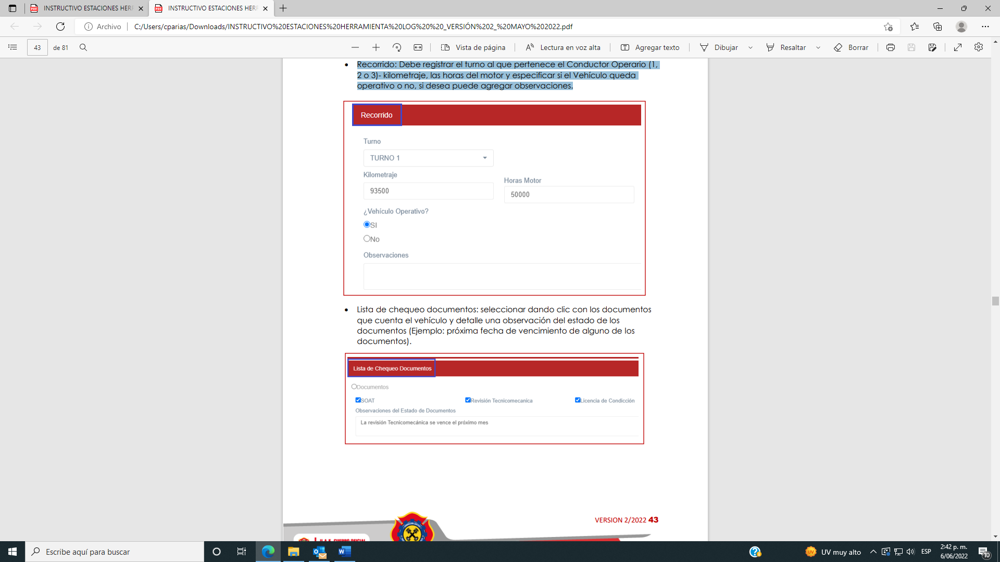 INSTRUCTIVO ESTACIONES HERR
INSTRUCTIVO ESTACIONES HERR
Archivo
C:/Users/cparias/Downloads/INSTRUCTIVO%20ESTACIONES%20HERRAMIENTA%20LOG%20%20_VERSIÓN%202_%20MAYO%202022.pdf
43 de 81
Vista de página
Lectura en voz alta
Agregar texto
Dibujar
Resaltar
Borrar
• Recorrido: Debe registrar el turno al que pertenece el Conductor Operario (1,
2 o 3)- kilometraje, las horas del motor y especificar si el Vehículo queda
operativo o no, si desea puede agregar observaciones.
Recorrido
Turno
TURNO 1
Kilometraje
Horas Motor
93500
50000
¿Vehículo Operativo?
SI
No
Observaciones
• Lista de chequeo documentos: seleccionar dando clic con los documentos
que cuenta el vehículo y detalle una observación del estado de los
documentos (Ejemplo: próxima fecha de vencimiento de alguno de los
documentos).
Lista de Chequeo Documentos
Documentos
SOAT
Revisión Tecnicomecanica
Licencia de Condicción
Observaciones del Estado de Documentos
La revisión Tecnicomecánica se vence el próximo mes
VERSION 2/2022 43
Escribe aquí para buscar
UV muy alto
ESP
2:42 p. m.
6/06/2022
10